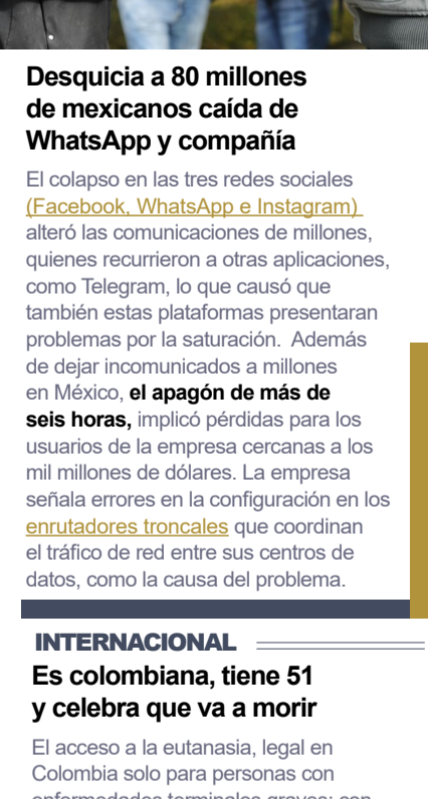 Desquicia a 80 millones
de mexicanos caída de
WhatsApp y compañía
El colapso en las tres redes sociales
(Facebook, WhatsApp e Instagram)
alteró las comunicaciones de millones,
quienes recurrieron a otras aplicaciones,
como Telegram, lo que causó que
también estas plataformas presentaran
problemas por la saturación. Además
de dejar incomunicados a millones
en México, el apagón de más de
seis horas, implicó pérdidas para los
usuarios de la empresa cercanas a los
mil millones de dólares. La empresa
señala errores en la configuración en los
enrutadores troncales que coordinan
el tráfico de red entre sus centros de
datos, como la causa del problema.
INTERNACIONAL
Es colombiana, tiene 51
y celebra que va a morir
El acceso a la eutanasia, legal en
Colombia solo para personas con
enfermedades terminales graves; con